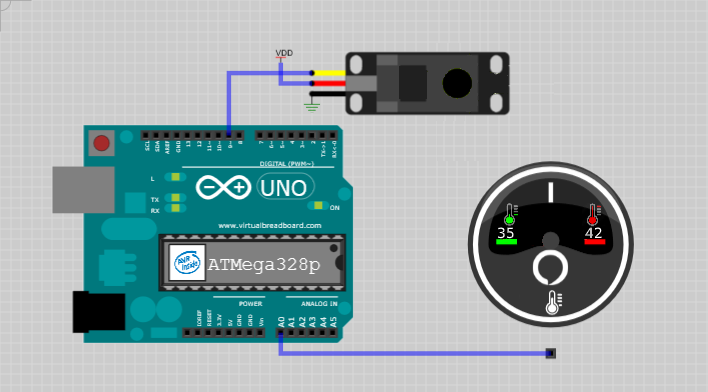 VDD
SCL SDA AREF GND 13 12 11~ 10~ 9~ 8 7 6~ 5~ 4 3~ 2 TX>1 RX<0
DIGITAL (PWM~)
L
TX
RX
UNO
ON
www.virtualbreadboard.com
AVR
ATMega328p
35
42
POWER
ANALOG IN
IOREF RESET 3.3V 5V GND GND Vin A0 A1 A2 A3 A4 A5